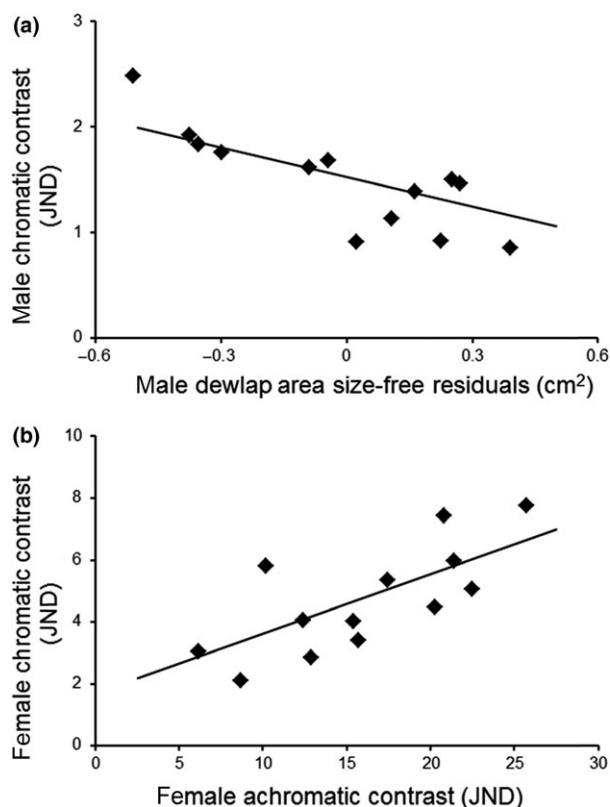 (a)
3
2
1
0
Male chromatic contrast
(JND)
–0.6
–0.3
0
0.3
0.6
Male dewlap area size-free residuals (cm²)
(b)
10
8
6
4
2
0
Female chromatic contrast
(JND)
0
5
10
15
20
25
30
Female achromatic contrast (JND)